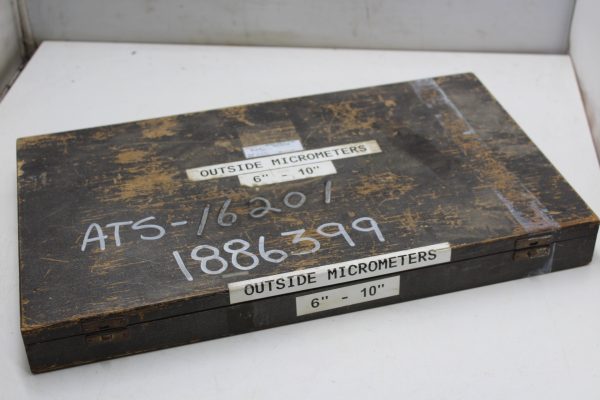 OUTSIDE MICROMETERS
6" - 10"
ATS-16201
1886399
OUTSIDE MICROMETERS
6" - 10"